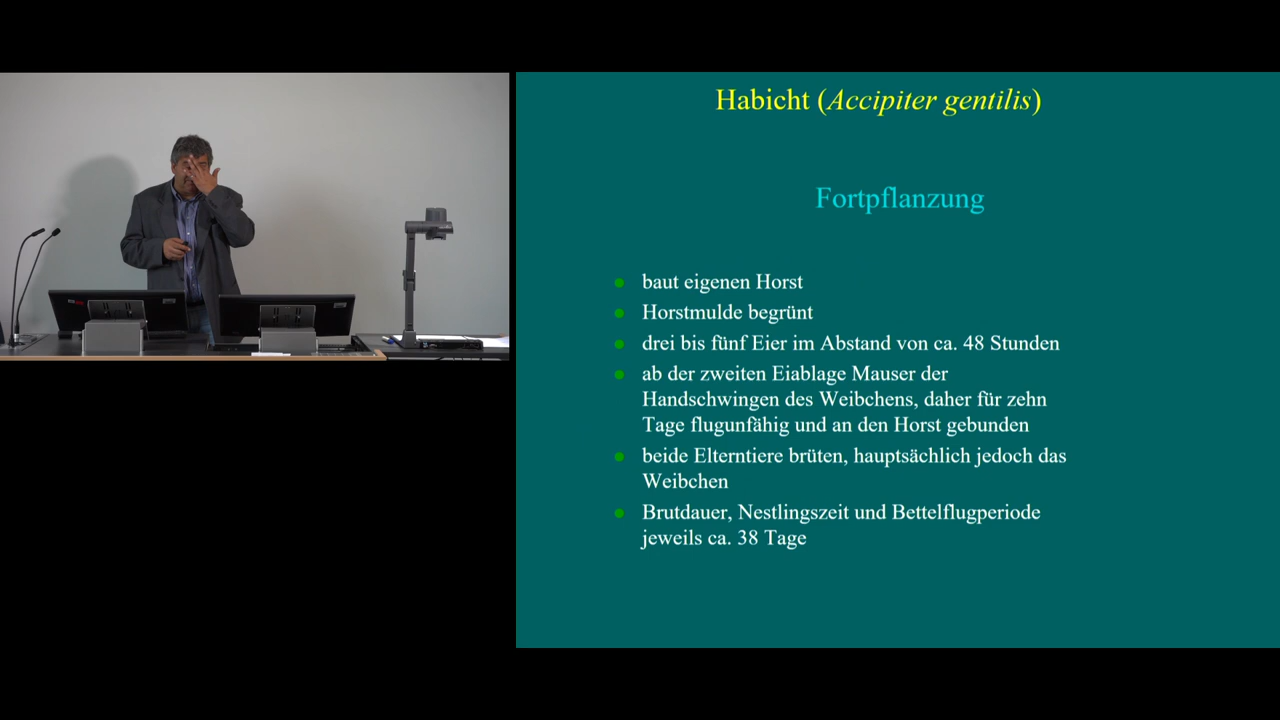 Habicht (Accipiter gentilis)
Fortpflanzung
baut eigenen Horst
Horstmulde begrünt
drei bis fünf Eier im Abstand von ca. 48 Stunden
ab der zweiten Eiablage Mauser der
Handschwingen des Weibchens, daher für zehn
Tage flugunfähig und an den Horst gebunden
beide Elterntiere brüten, hauptsächlich jedoch das
Weibchen
Brutdauer, Nestlingszeit und Bettelflugperiode
jeweils ca. 38 Tage